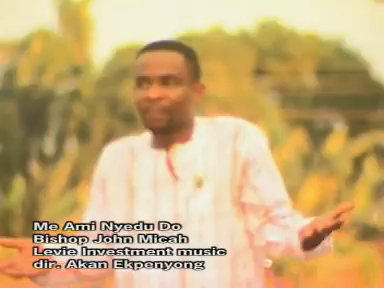 Me Ami Nyedu Do
Bishop John Micah
Levie Investment music
dir. Akan Ekpenyong